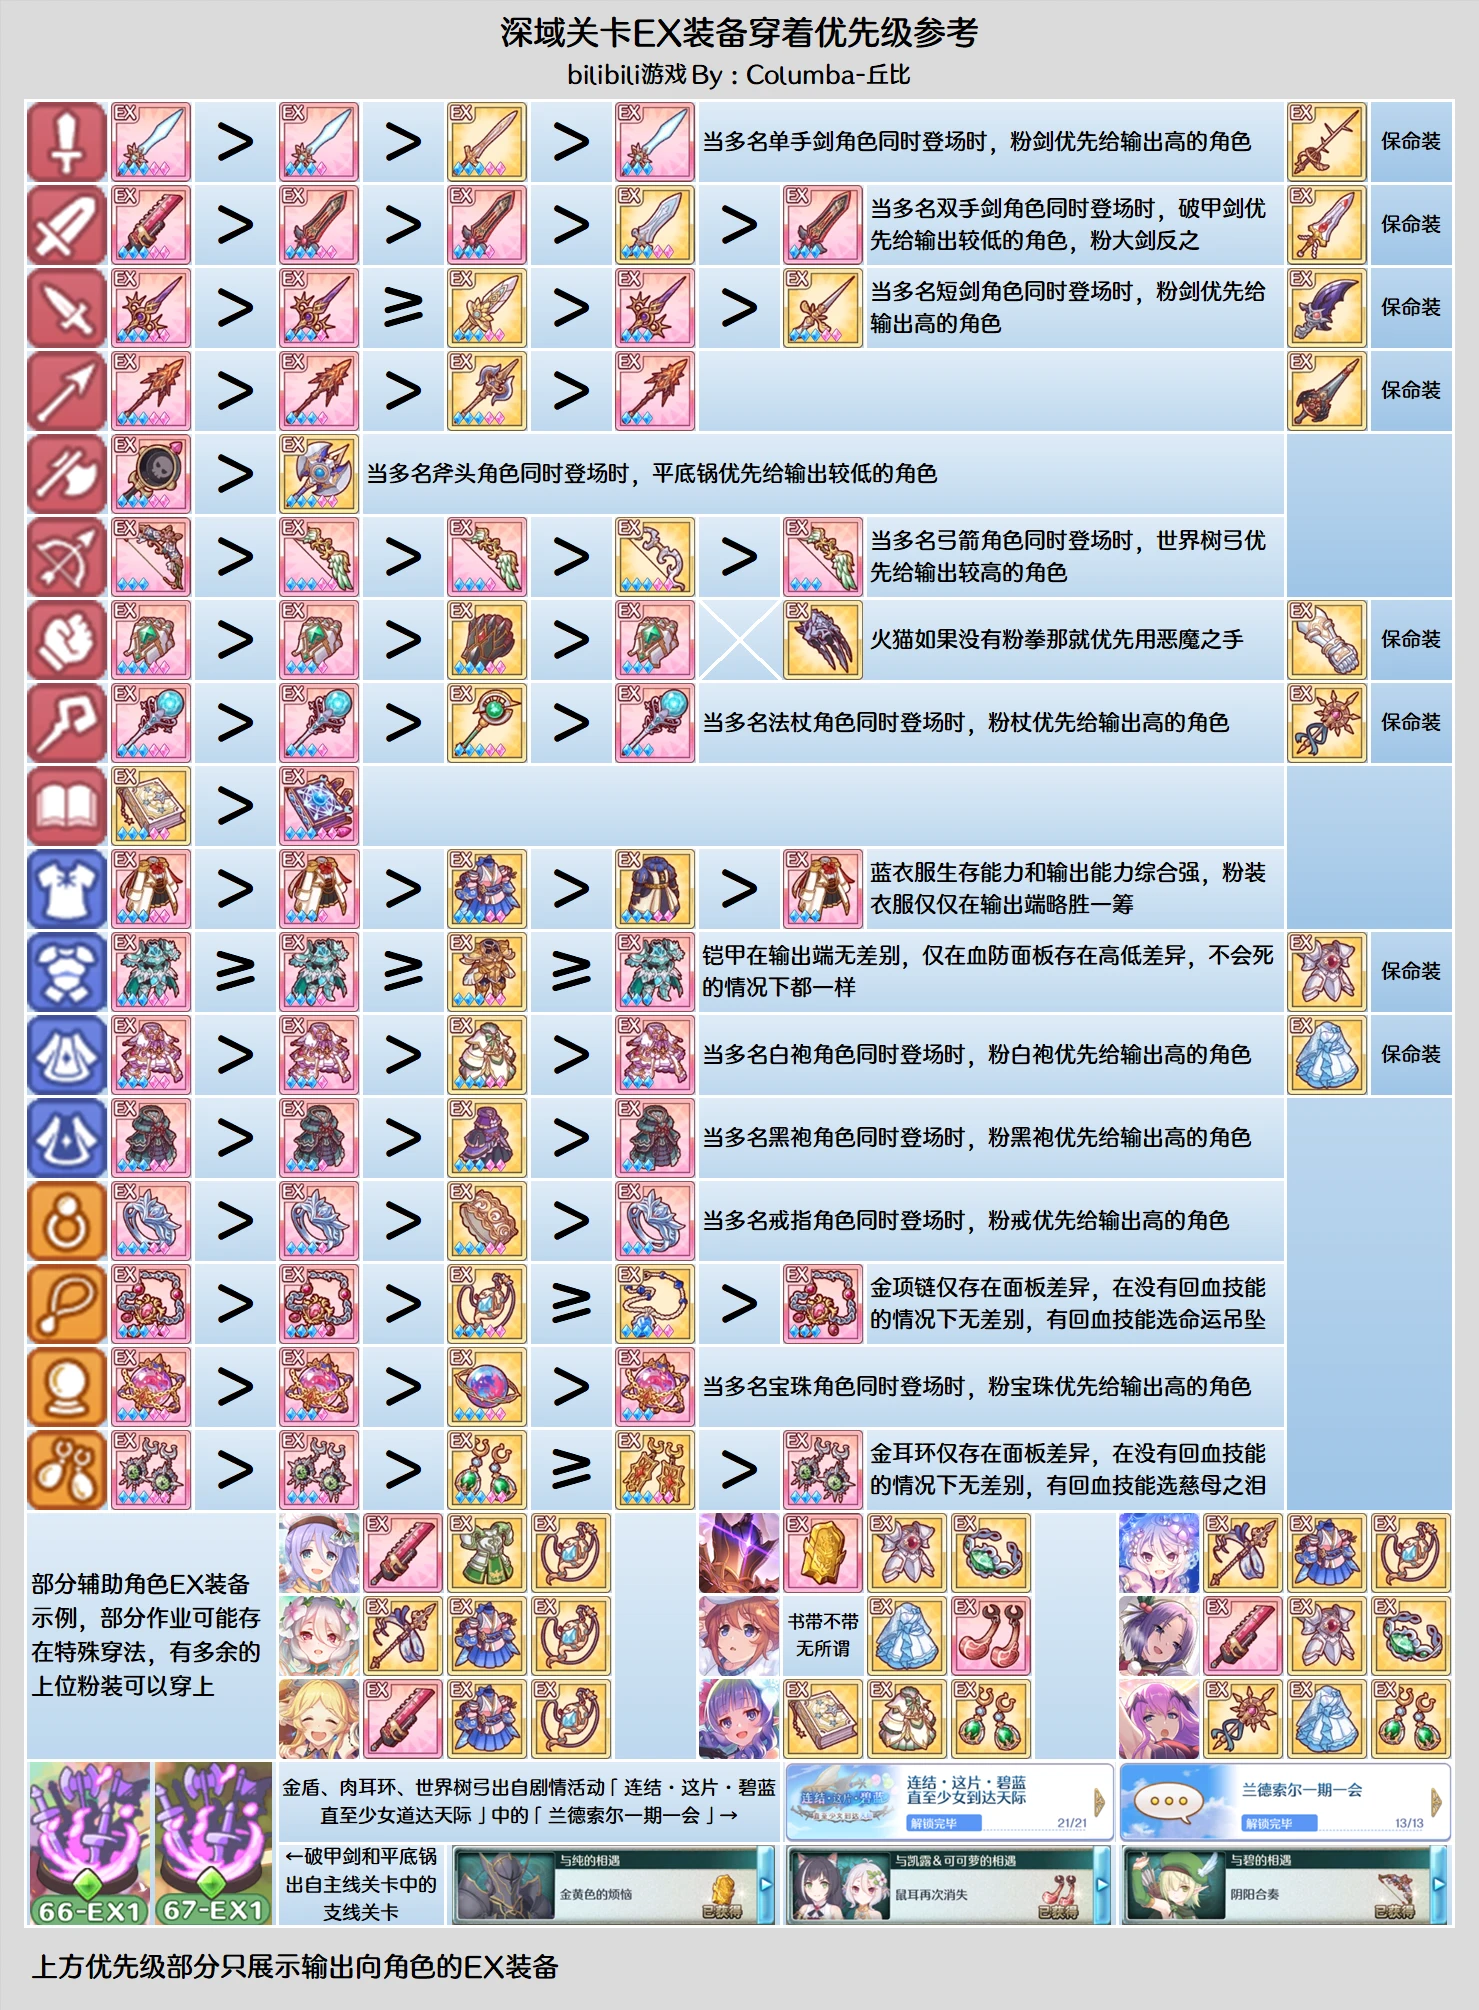 深域关卡EX装备穿着优先级参考
bilibili游戏 By：Columba-丘比
当多名单手剑角色同时登场时，粉剑优先给输出高的角色
保命装
当多名双手剑角色同时登场时，破甲剑优
先给输出较低的角色，粉大剑反之
保命装
当多名短剑角色同时登场时，粉剑优先给
输出高的角色
保命装
保命装
当多名斧头角色同时登场时，平底锅优先给输出较低的角色
当多名弓箭角色同时登场时，世界树弓优
先给输出较高的角色
火猫如果没有粉拳那就优先用恶魔之手
保命装
当多名法杖角色同时登场时，粉杖优先给输出高的角色
保命装
蓝衣服生存能力和输出能力综合强，粉装
衣服仅仅在输出端略胜一筹
铠甲在输出端无差别，仅在血防面板存在高低差异，不会死
的情况下都一样
保命装
当多名白袍角色同时登场时，粉白袍优先给输出高的角色
保命装
当多名黑袍角色同时登场时，粉黑袍优先给输出高的角色
当多名戒指角色同时登场时，粉戒优先给输出高的角色
金项链仅存在面板差异，在没有回血技能
的情况下无差别，有回血技能选命运吊坠
当多名宝珠角色同时登场时，粉宝珠优先给输出高的角色
金耳环仅存在面板差异，在没有回血技能
的情况下无差别，有回血技能选慈母之泪
部分辅助角色EX装备
示例，部分作业可能存
在特殊穿法，有多余的
上位粉装可以穿上
书带不带
无所谓
66-EX1
67-EX1
金盾、肉耳环、世界树弓出自剧情活动「连结·这片·碧蓝
直至少女道达天际」中的「兰德索尔一期一会」→
连结·这片·碧蓝
直至少女到达天际
解锁完毕
21/21
兰德索尔一期一会
解锁完毕
13/13
←破甲剑和平底锅
出自主线关卡中的
支线关卡
与纯的相遇
金黄色的烦恼
已获得
与凯露＆可可萝的相遇
鼠耳再次消失
已获得
与碧的相遇
阴阳合奏
已获得
上方优先级部分只展示输出向角色的EX装备